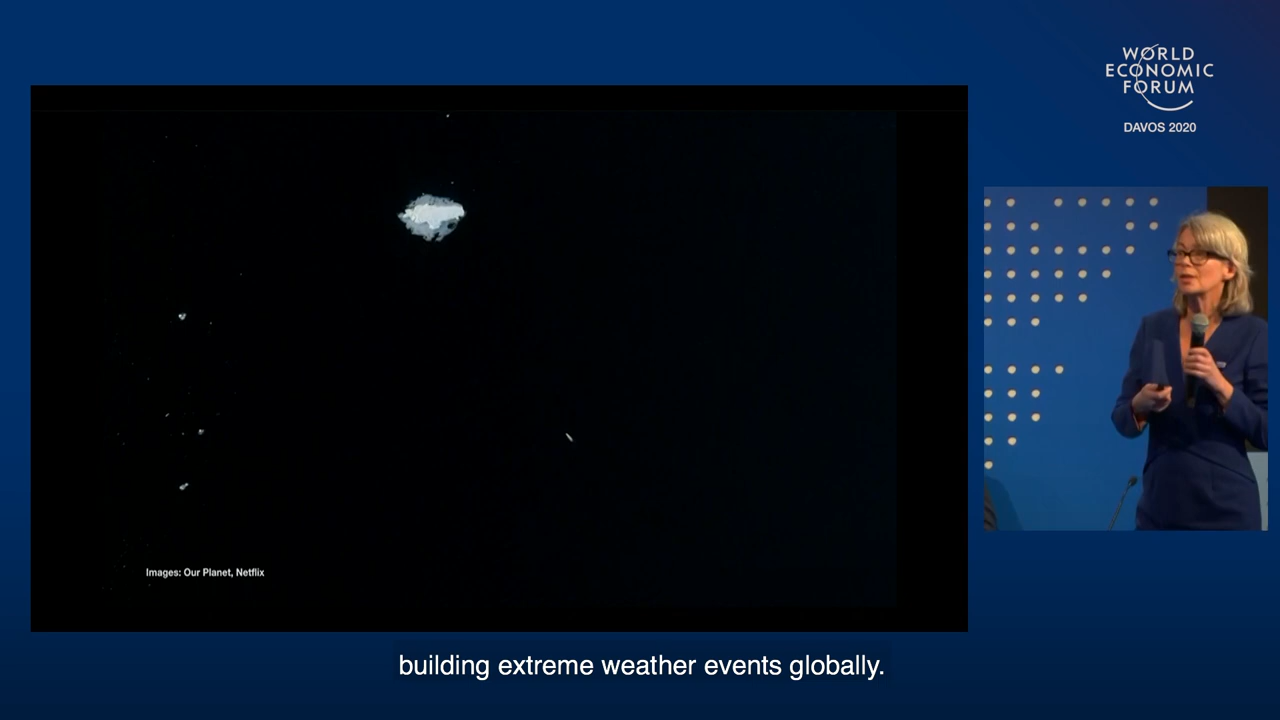 WORLD
ECONOMIC
FORUM
DAVOS 2020
Images: Our Planet, Netflix
building extreme weather events globally.